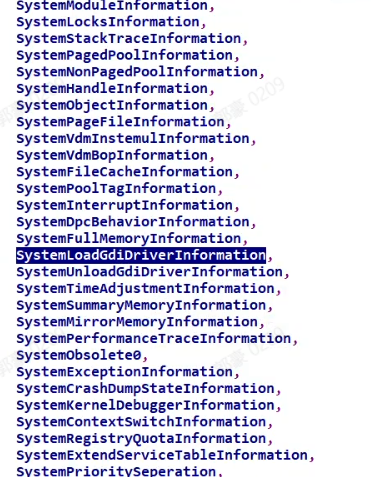 SystemModuleInformation,
SystemLocksInformation,
SystemStackTraceInformation,
SystemPagedPoolInformation,
SystemNonPagedPoolInformation,
SystemHandleInformation,
SystemObjectInformation,
SystemPageFileInformation,
SystemVdmInstemulInformation,
SystemVdmBopInformation,
SystemFileCacheInformation,
SystemPoolTagInformation,
SystemInterruptInformation,
SystemDpcBehaviorInformation,
SystemFullMemoryInformation,
SystemLoadGdiDriverInformation,
SystemUnloadGdiDriverInformation,
SystemTimeAdjustmentInformation,
SystemSummaryMemoryInformation,
SystemMirrorMemoryInformation,
SystemPerformanceTraceInformation,
SystemObsolete0,
SystemExceptionInformation,
SystemCrashDumpStateInformation,
SystemKernelDebuggerInformation,
SystemContextSwitchInformation,
SystemRegistryQuotaInformation,
SystemExtendServiceTableInformation,
SystemPrioritySeperation,
0209